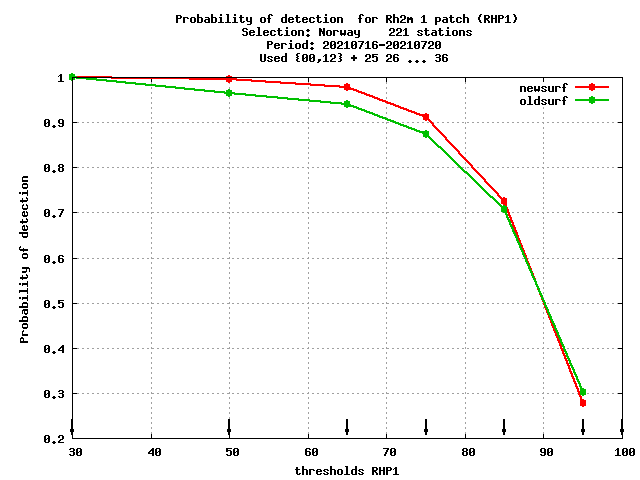 Probability of detection  for Rh2m 1 patch (RHP1)
Selection: Norway    221 stations
Period: 20210716-20210720
Used {00,12} + 25 26 ... 36
newsurf
oldsurf
Probability of detection
1
0.9
0.8
0.7
0.6
0.5
0.4
0.3
0.2
30 40 50 60 70 80 90 100
thresholds RHP1